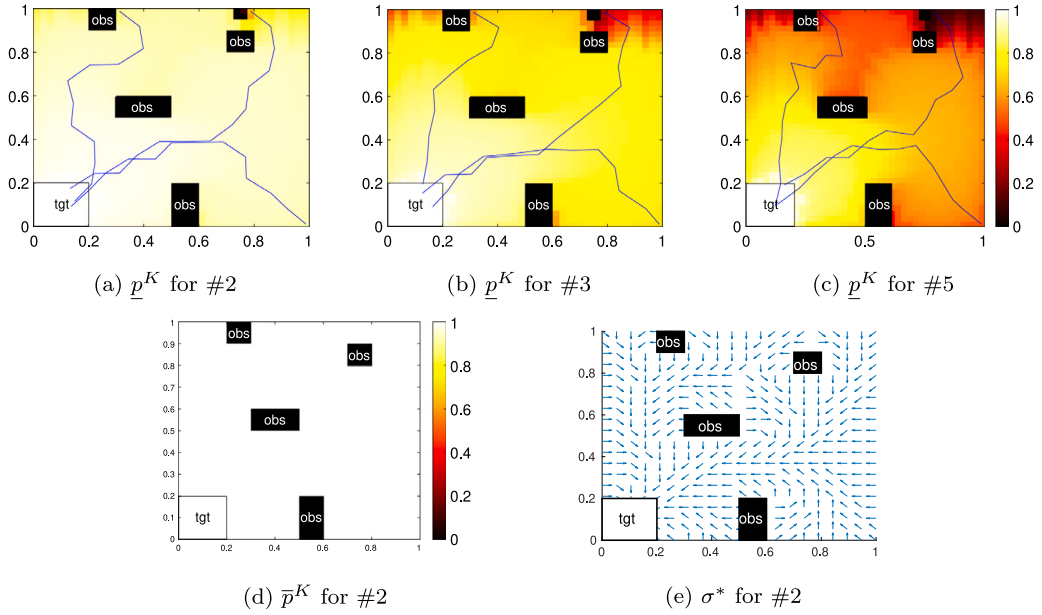 obs
obs
obs
obs
tgt
1
0.8
0.6
0.4
0.2
0
0 0.2 0.4 0.6 0.8 1
(a) p^K for #2
obs
obs
obs
obs
tgt
1
0.8
0.6
0.4
0.2
0
0 0.2 0.4 0.6 0.8 1
(b) p^K for #3
obs
obs
obs
obs
tgt
1
0.8
0.6
0.4
0.2
0
0 0.5 1
1
0.8
0.6
0.4
0.2
0
(c) p^K for #5
obs
obs
obs
obs
tgt
1
0.9
0.8
0.7
0.6
0.5
0.4
0.3
0.2
0.1
0
0 0.2 0.4 0.6 0.8 1
1
0.8
0.6
0.4
0.2
0
(d) p̅^K for #2
obs
obs
obs
obs
tgt
1
0.8
0.6
0.4
0.2
0
0 0.2 0.4 0.6 0.8 1
(e) σ* for #2